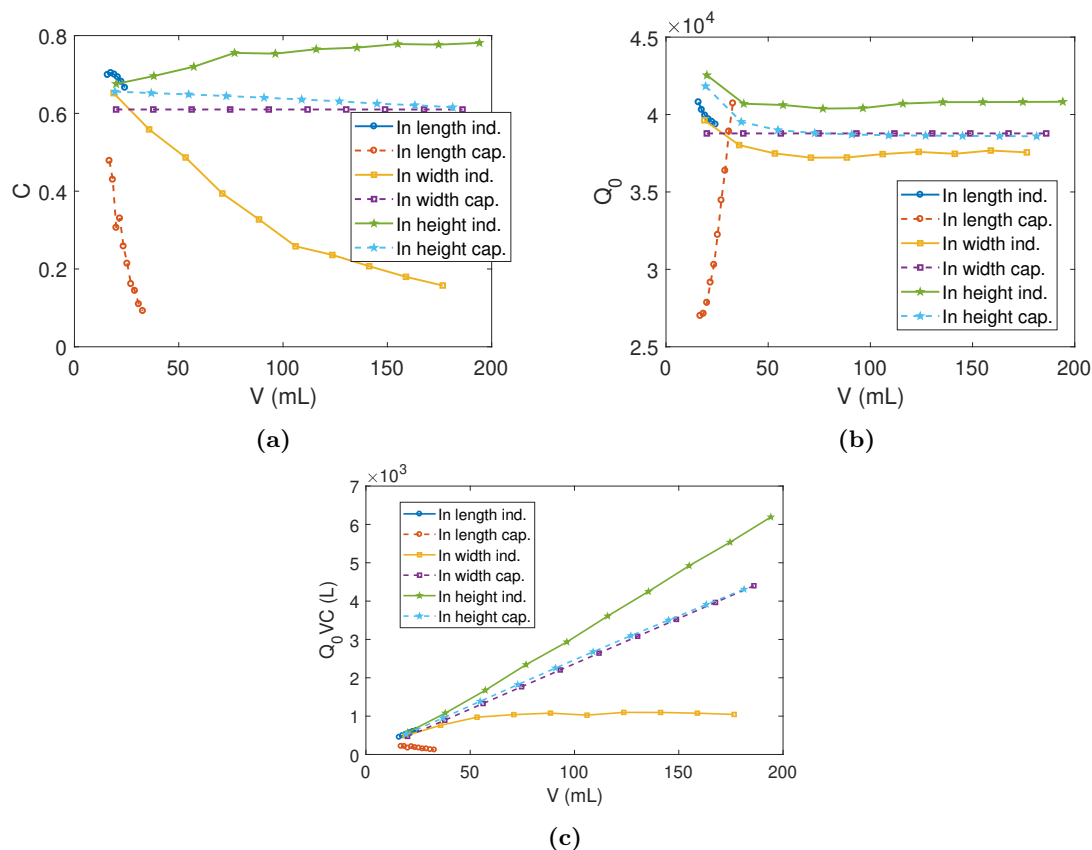 0.8
0.6
0.4
0.2
0
C
0 50 100 150 200
V (mL)
In length ind.
In length cap.
In width ind.
In width cap.
In height ind.
In height cap.
(a)
×10⁴
4.5
4
3.5
3
2.5
Q₀
0 50 100 150 200
V (mL)
In length ind.
In length cap.
In width ind.
In width cap.
In height ind.
In height cap.
(b)
×10³
7
6
5
4
3
2
1
0
Q₀VC (L)
0 50 100 150 200
V (mL)
In length ind.
In length cap.
In width ind.
In width cap.
In height ind.
In height cap.
(c)